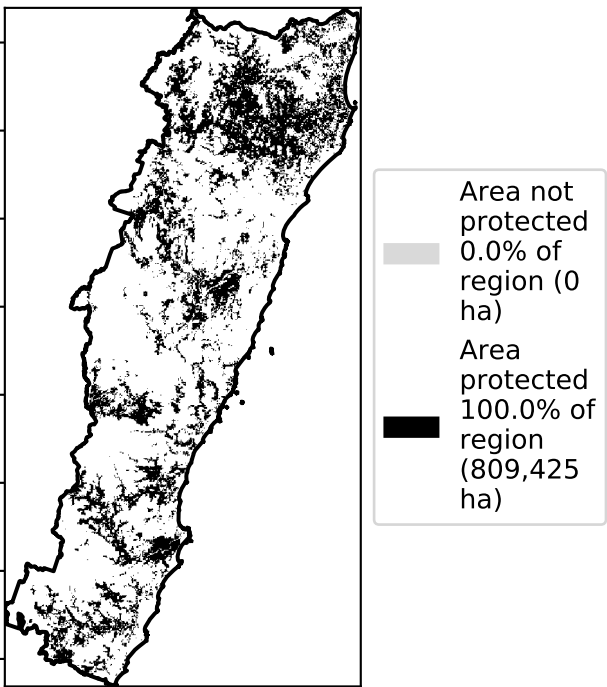 Area not
protected
0.0% of
region (0
ha)
Area
protected
100.0% of
region
(809,425
ha)